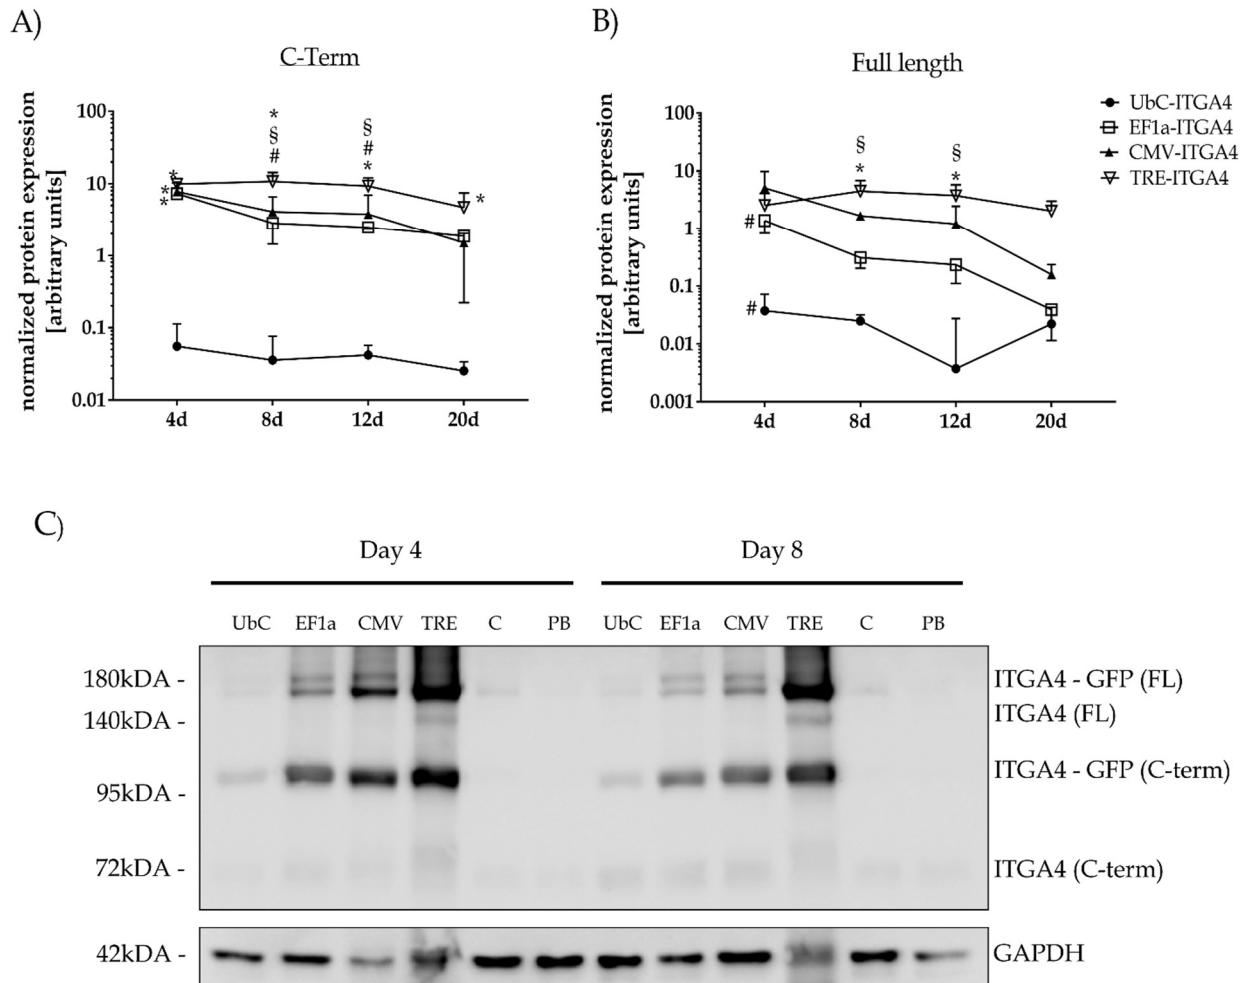 A)
C-Term
normalized protein expression
[arbitrary units]
100
10
1
0.1
0.01
*
*
*
*
§
#
§
#
*
*
4d
8d
12d
20d
B)
Full length
normalized protein expression
[arbitrary units]
100
10
1
0.1
0.01
0.001
#
#
§
*
§
*
4d
8d
12d
20d
UbC-ITGA4
EF1a-ITGA4
CMV-ITGA4
TRE-ITGA4
C)
Day 4
Day 8
UbC EF1a CMV TRE C PB UbC EF1a CMV TRE C PB
180kDA -
140kDA -
95kDA -
72kDA -
42kDA -
ITGA4 - GFP (FL)
ITGA4 (FL)
ITGA4 - GFP (C-term)
ITGA4 (C-term)
GAPDH